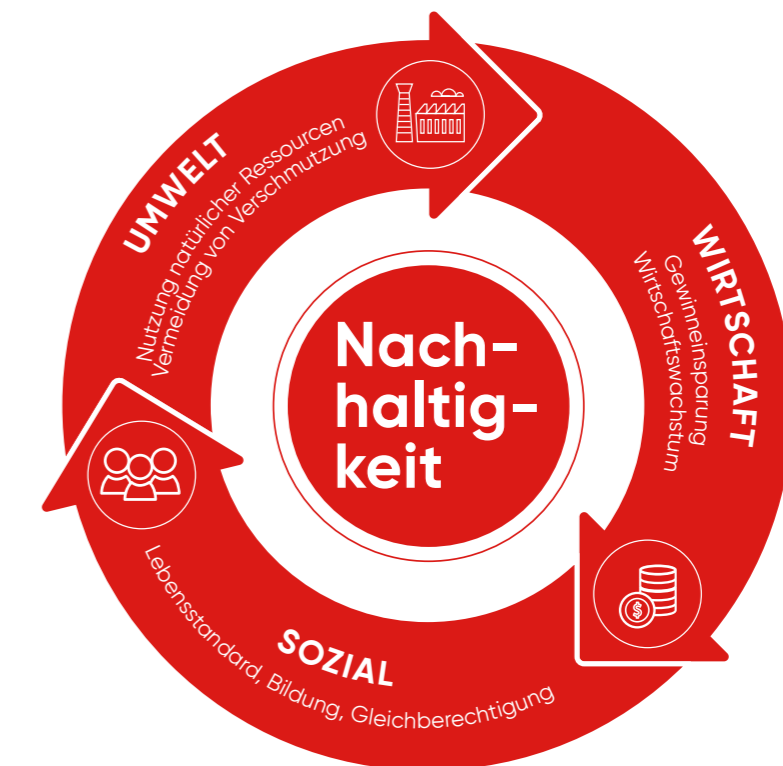 UMWELT
Nutzung natürlicher Ressourcen
Vermeidung von Verschmutzung
WIRTSCHAFT
Gewinneinsparung
Wirtschaftswachstum
Nach-
haltig-
keit
SOZIAL
Lebensstandard, Bildung, Gleichberechtigung
$